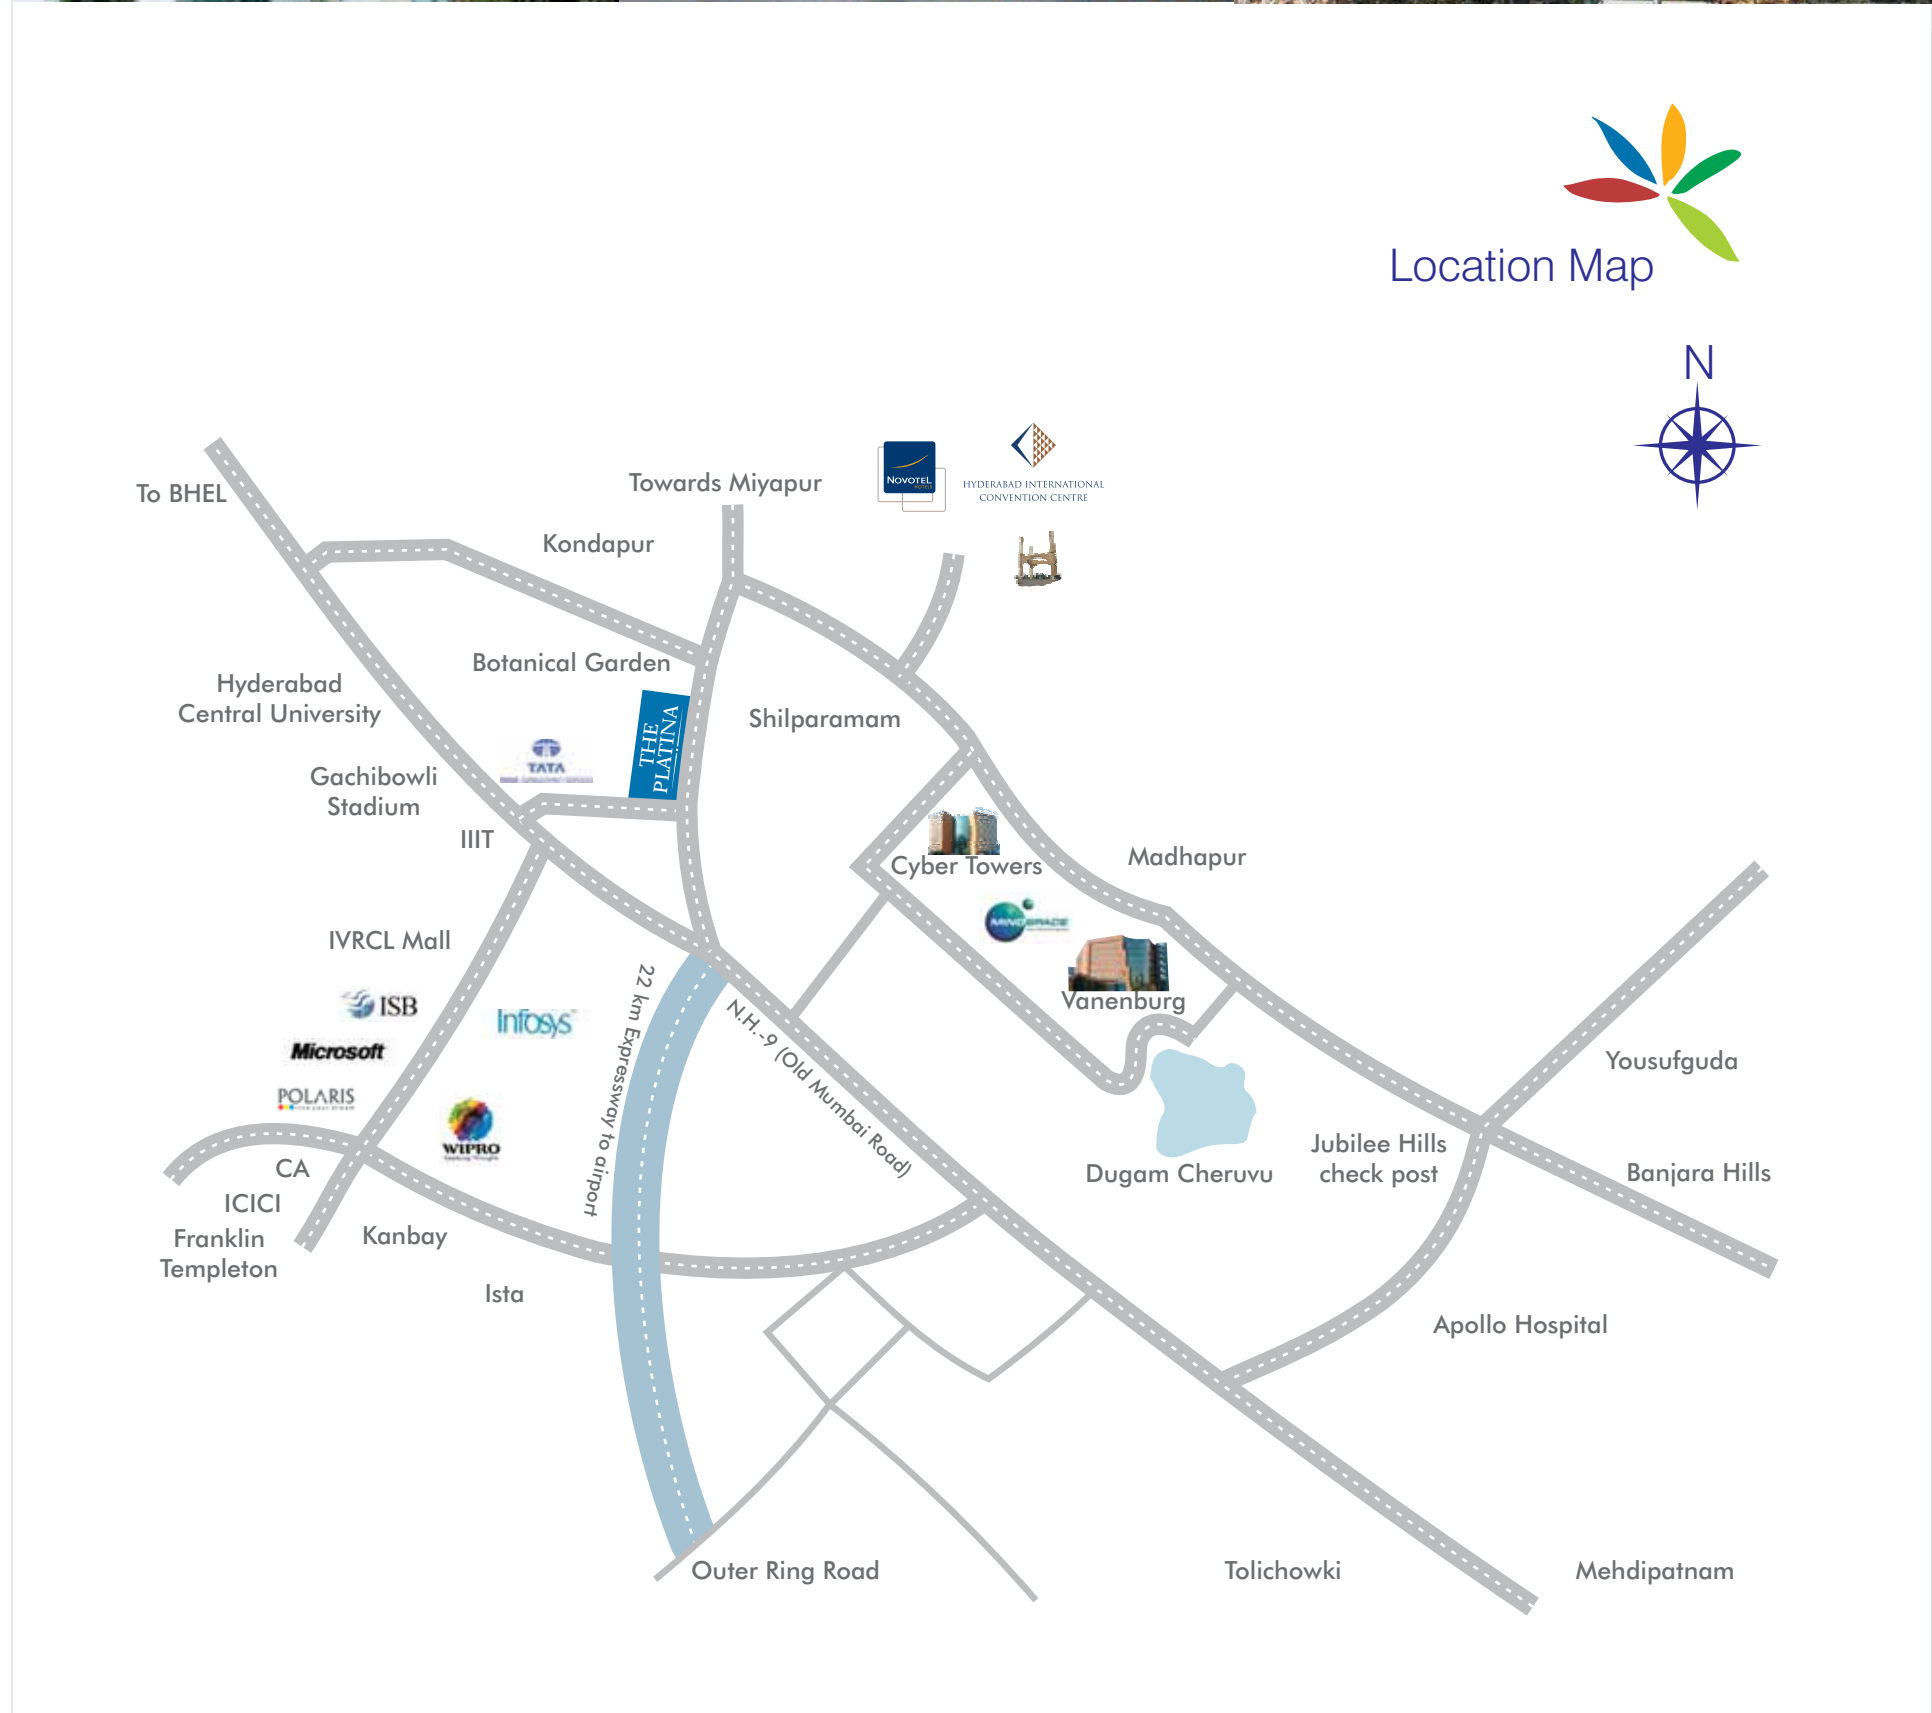 Location Map
N
To BHEL
Towards Miyapur
NOVOTEL
HOTELS
HYDERABAD INTERNATIONAL
CONVENTION CENTRE
Kondapur
Botanical Garden
Hyderabad
Central University
THE
PLATINA
Shilparamam
TATA
Gachibowli
Stadium
IIIT
Cyber Towers
Madhapur
MINDSPACE
IVRCL Mall
ISB
Infosys
Vanenburg
22 km Expressway to airport
N.H.-9 (Old Mumbai Road)
Microsoft
POLARIS
WIPRO
Yousufguda
Jubilee Hills
check post
Dugam Cheruvu
Banjara Hills
CA
ICICI
Franklin
Templeton
Kanbay
Ista
Apollo Hospital
Outer Ring Road
Tolichowki
Mehdipatnam